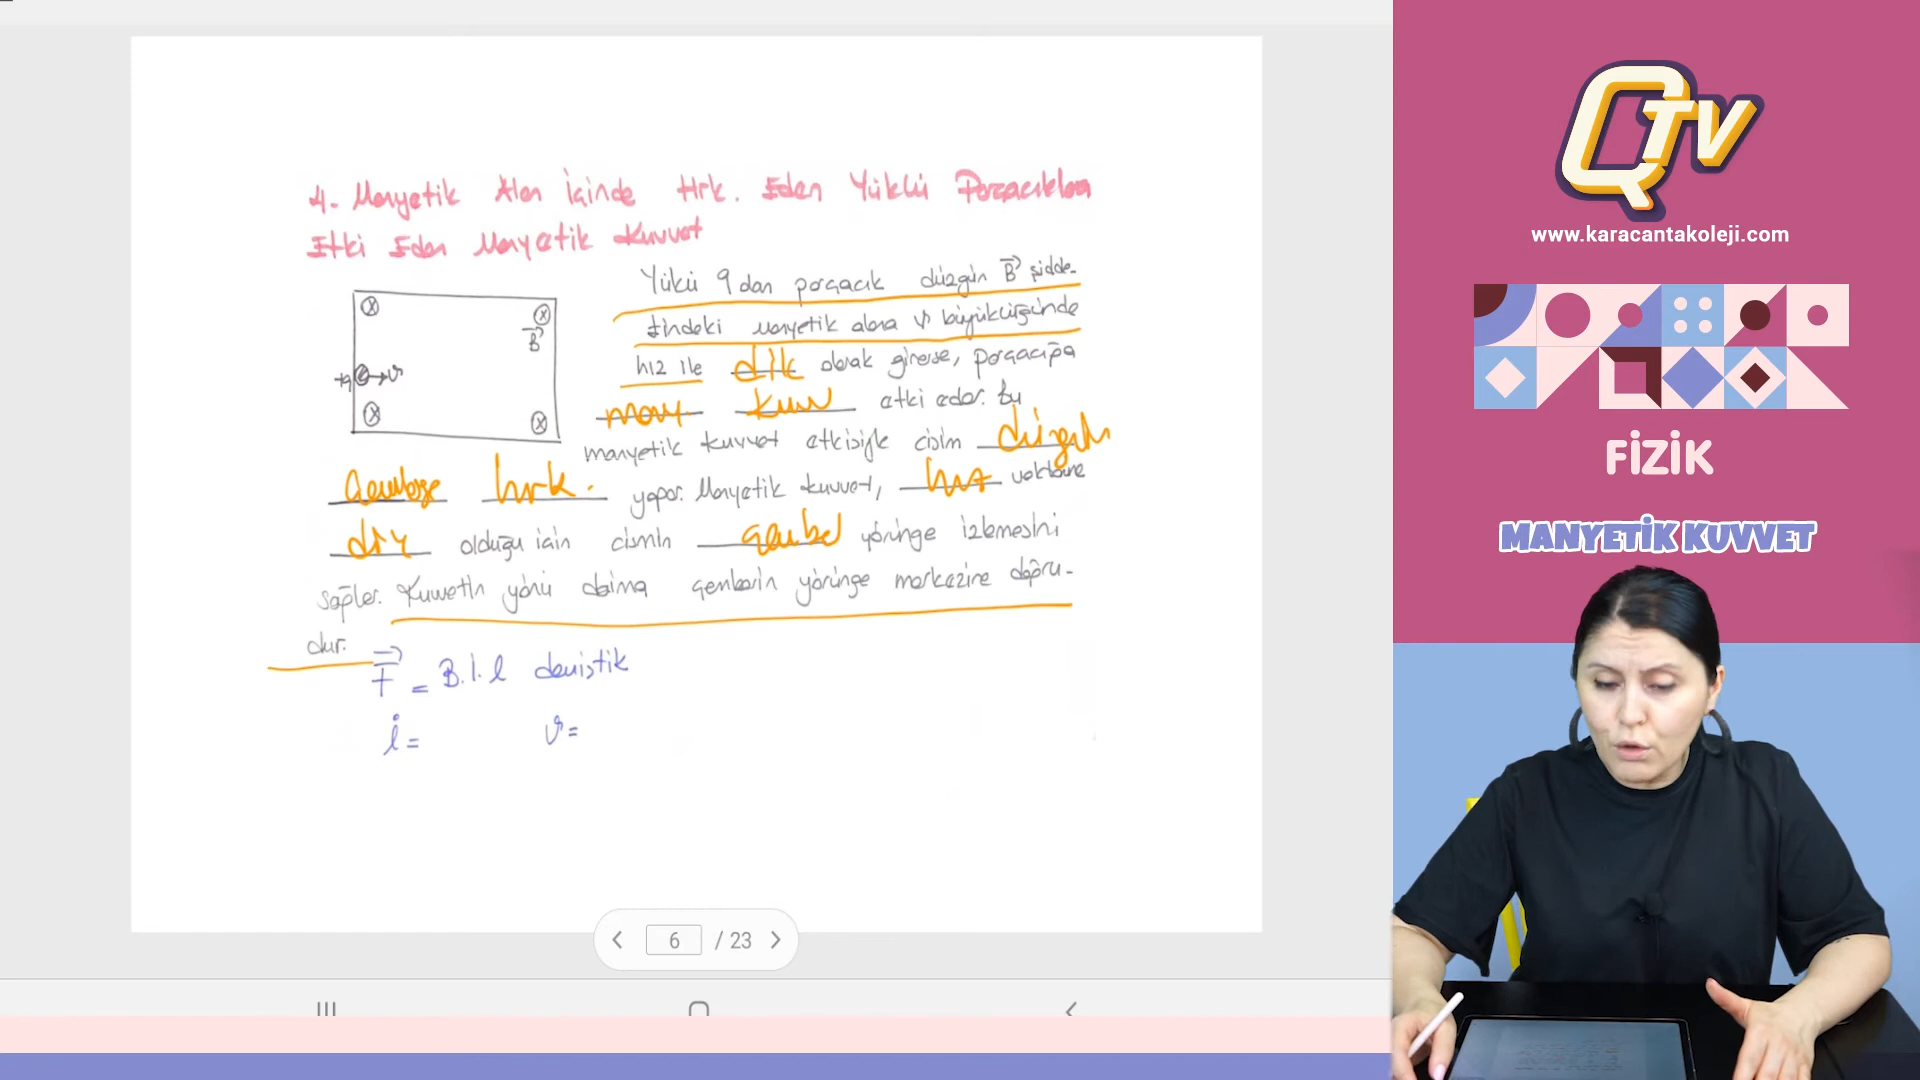 4. Manyetik Alan İçinde Hrk. Eden Yüklü Parçacıklara
Etki Eden Manyetik Kuvvet
Yükü q olan parçacık düzgün B şidde-
tindeki manyetik alana v büyüklüğünde
hız ile dik olarak girerse, parçacığa
man. kuv etki eder. Bu
manyetik kuvvet etkisiyle cisim düzgün
Çembersel hrk. yapar. Manyetik kuvvet, hız vektörüne
dik olduğu için cismin çembersel yörünge izlemesini
sağlar. Kuvvetin yönü daima çemberin yörünge merkezine doğru-
dur.
F = B.i.l demiştik
i = v =
B
+q v
6 / 23
QTV
www.karacantakoleji.com
FİZİK
MANYETİK KUVVET